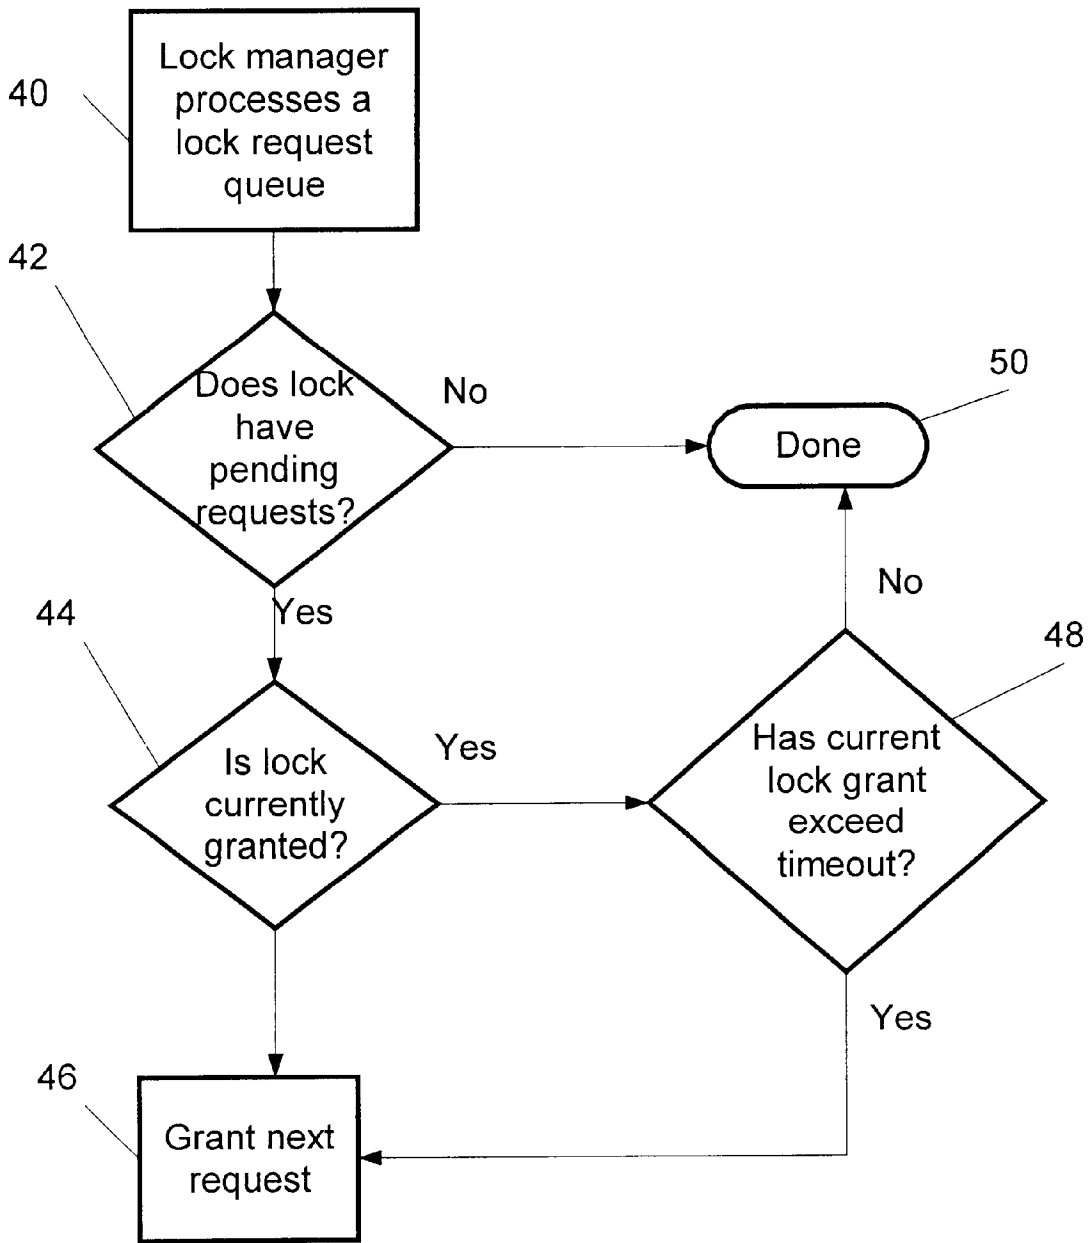 40
Lock manager
processes a
lock request
queue
42
Does lock
have
pending
requests?
No
50
Done
Yes
44
Is lock
currently
granted?
Yes
No
48
Has current
lock grant
exceed
timeout?
Yes
46
Grant next
request